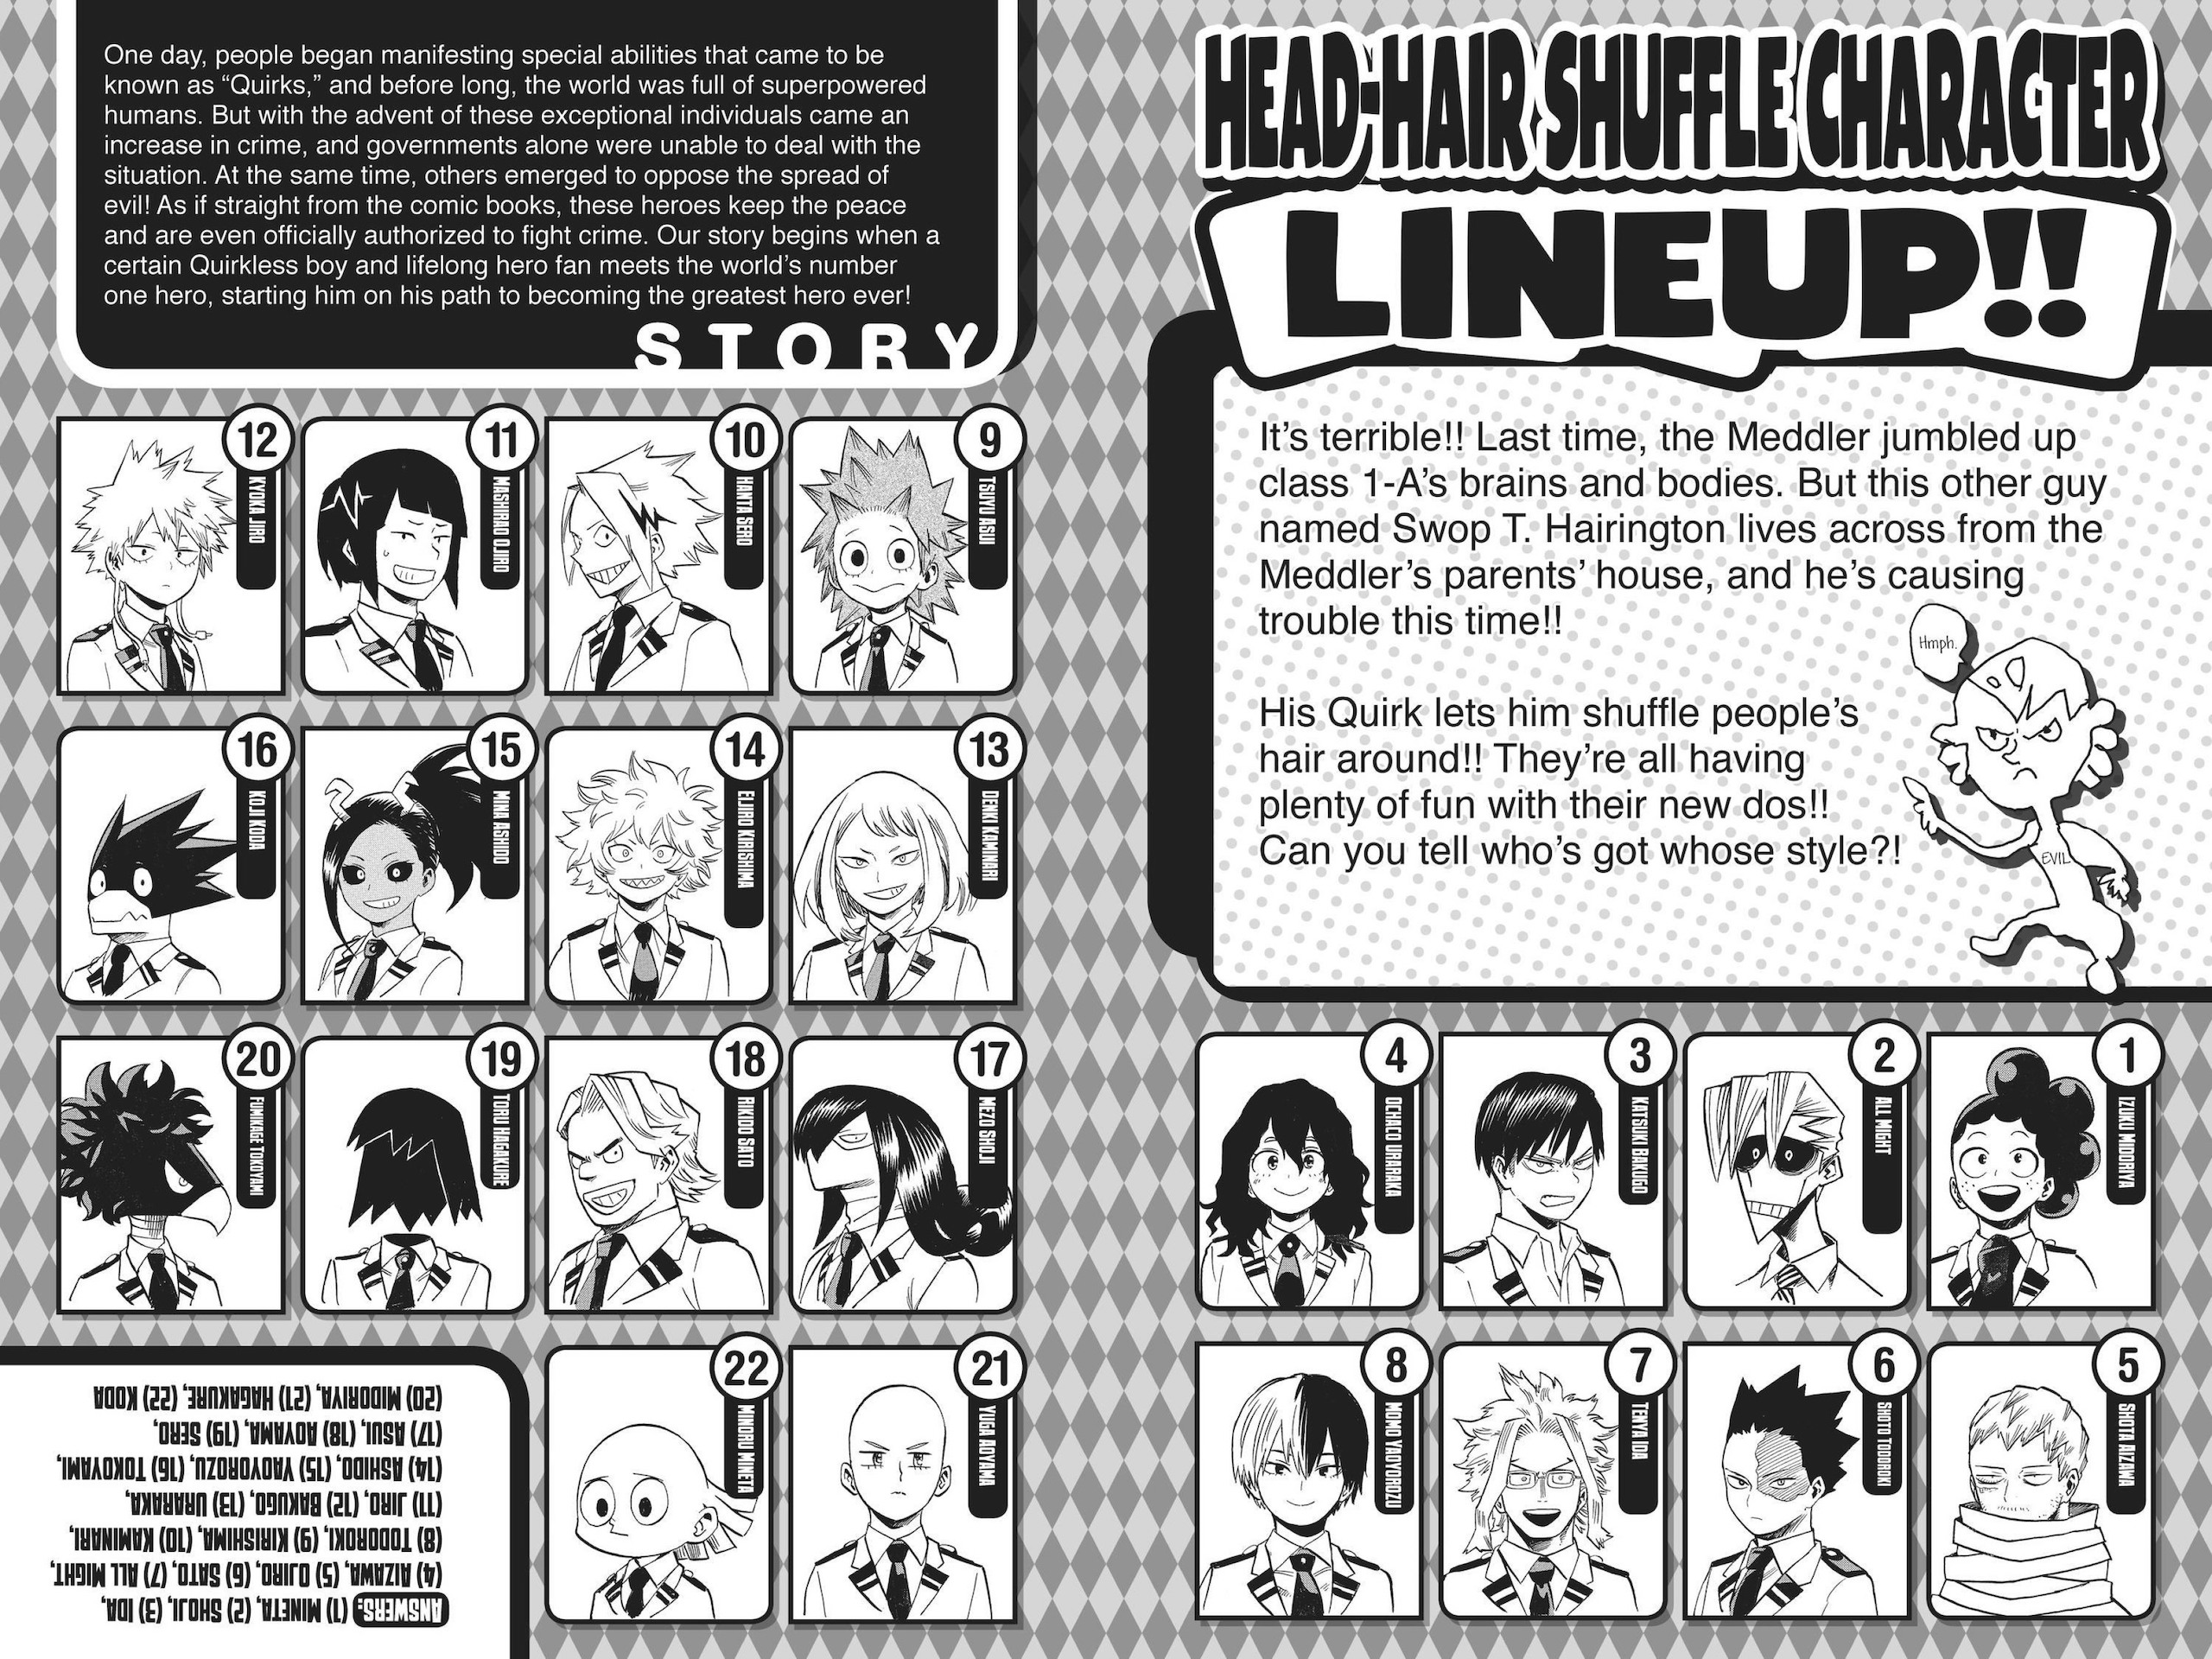 HEAD-HAIR SHUFFLE CHARACTER
LINEUP!!
It's terrible!! Last time, the Meddler jumbled up
class 1-A's brains and bodies. But this other guy
named Swop T. Hairington lives across from the
Meddler's parents' house, and he's causing
trouble this time!!
His Quirk lets him shuffle people's
hair around!! They're all having
plenty of fun with their new dos!!
Can you tell who's got whose style?!
Hmph.
EVIL
1
IZUKU MIDORIYA
2
ALL MIGHT
3
KATSUKI BAKUGO
4
OCHACO URARAKA
5
SHOTA AIZAWA
6
SHOTO TODOROKI
7
TENYA IDA
8
MOMO YAOYOROZU
One day, people began manifesting special abilities that came to be
known as “Quirks,” and before long, the world was full of superpowered
humans. But with the advent of these exceptional individuals came an
increase in crime, and governments alone were unable to deal with the
situation. At the same time, others emerged to oppose the spread of
evil! As if straight from the comic books, these heroes keep the peace
and are even officially authorized to fight crime. Our story begins when a
certain Quirkless boy and lifelong hero fan meets the world's number
one hero, starting him on his path to becoming the greatest hero ever!
STORY
9
TSUYU ASUI
10
HANTA SERO
11
MASHIRAO OJIRO
12
KYOKA JIRO
13
DENKI KAMINARI
14
EIJIRO KIRISHIMA
15
MINA ASHIDO
16
KOJI KODA
17
MEZO SHOJI
18
RIKIDO SATO
19
TORU HAGAKURE
20
FUMIKAGE TOKOYAMI
21
YUGA AOYAMA
22
MINORU MINETA
ANSWERS: (1) MINETA, (2) SHOJI, (3) IDA,
(4) AIZAWA, (5) OJIRO, (6) SATO, (7) ALL MIGHT,
(8) TODOROKI, (9) KIRISHIMA, (10) KAMINARI,
(11) JIRO, (12) BAKUGO, (13) URARAKA,
(14) ASHIDO, (15) YAOYOROZU, (16) TOKOYAMI,
(17) ASUI, (18) AOYAMA, (19) SERO,
(20) MIDORIYA, (21) HAGAKURE, (22) KODA